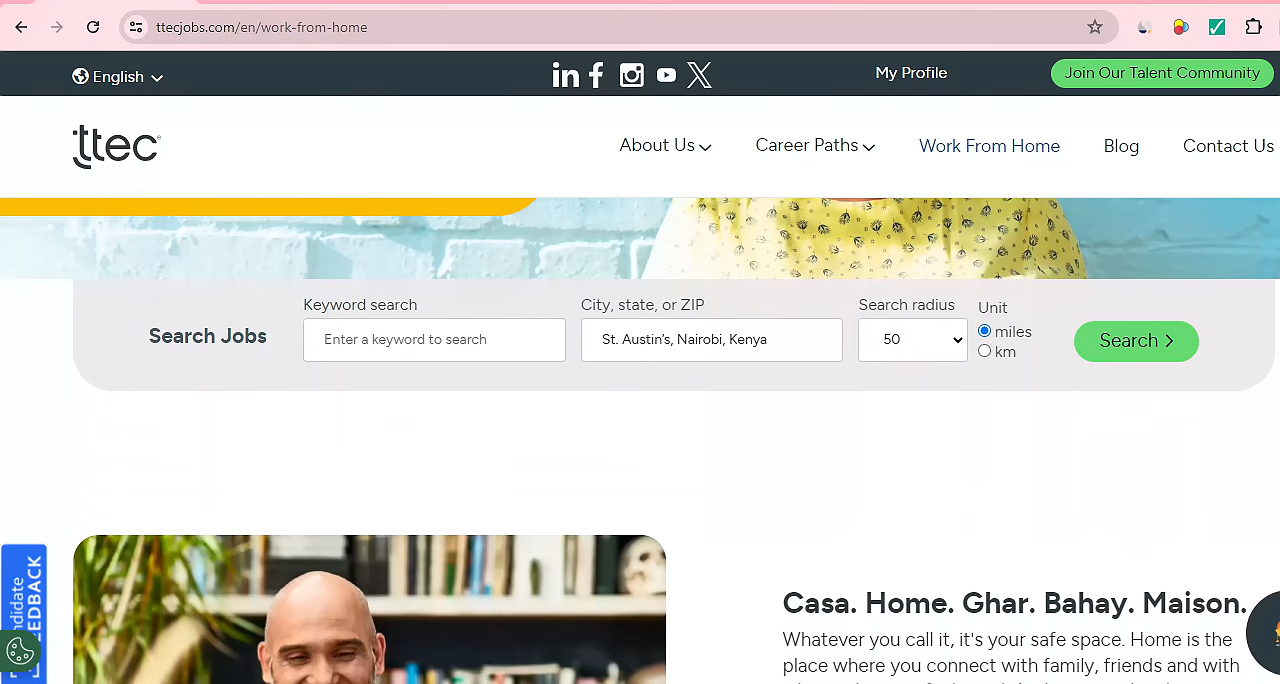 ttecjobs.com/en/work-from-home
English
My Profile
Join Our Talent Community
ttec
About Us
Career Paths
Work From Home
Blog
Contact Us
Keyword search
City, state, or ZIP
Search radius
Unit
Search Jobs
Enter a keyword to search
St. Austin's, Nairobi, Kenya
50
miles
km
Search
Casa. Home. Ghar. Bahay. Maison.
Whatever you call it, it's your safe space. Home is the
place where you connect with family, friends and with
FEEDBACK